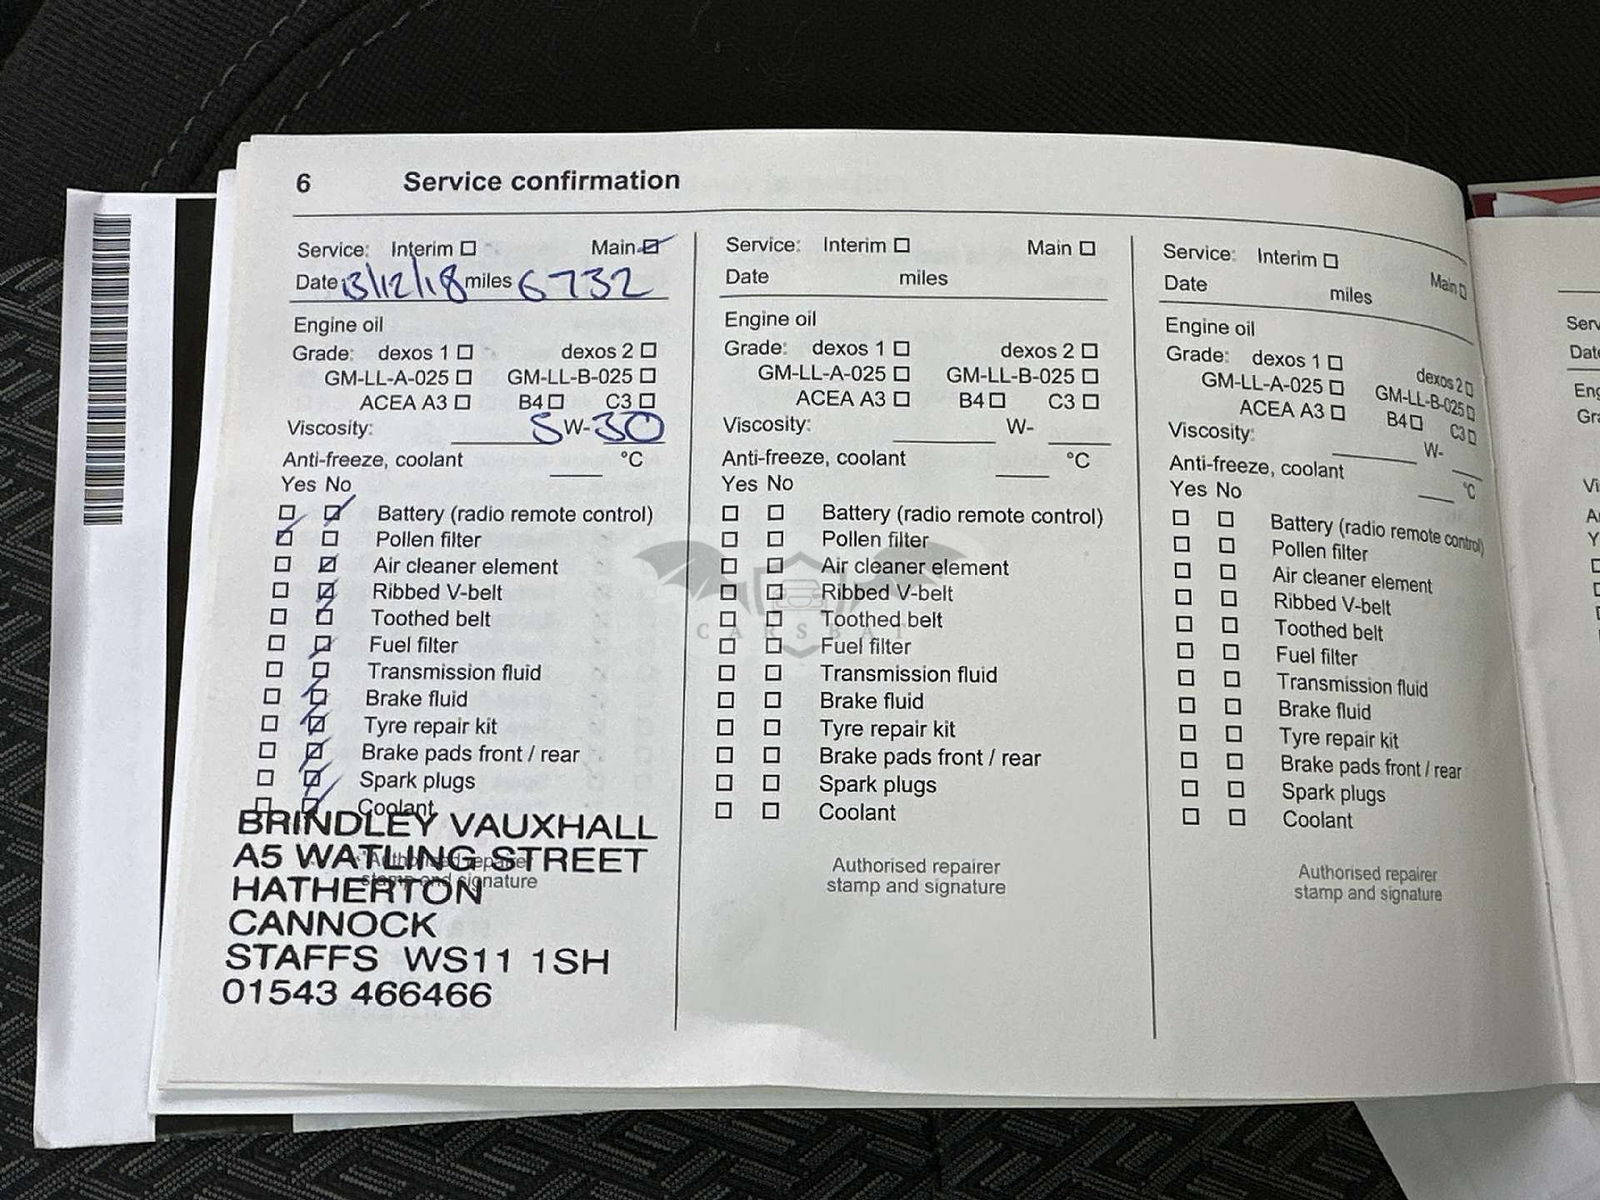 6 Service confirmation
Service: Interim Main
Date 13/12/18 miles 6732
Engine oil
Grade: dexos 1 dexos 2
GM-LL-A-025 GM-LL-B-025
ACEA A3 B4 C3
Viscosity: 5 W- 30
Anti-freeze, coolant °C
Yes No
Battery (radio remote control)
Pollen filter
Air cleaner element
Ribbed V-belt
Toothed belt
Fuel filter
Transmission fluid
Brake fluid
Tyre repair kit
Brake pads front / rear
Spark plugs
Coolant
Authorised repairer
stamp and signature
BRINDLEY VAUXHALL
A5 WATLING STREET
HATHERTON
CANNOCK
STAFFS WS11 1SH
01543 466466
Service: Interim Main
Date miles
Engine oil
Grade: dexos 1 dexos 2
GM-LL-A-025 GM-LL-B-025
ACEA A3 B4 C3
Viscosity: W-
Anti-freeze, coolant °C
Yes No
Battery (radio remote control)
Pollen filter
Air cleaner element
Ribbed V-belt
Toothed belt
Fuel filter
Transmission fluid
Brake fluid
Tyre repair kit
Brake pads front / rear
Spark plugs
Coolant
Authorised repairer
stamp and signature
CARSBAT
Service: Interim Main
Date miles
Engine oil
Grade: dexos 1 dexos 2
GM-LL-A-025 GM-LL-B-025
ACEA A3 B4 C3
Viscosity: W-
Anti-freeze, coolant °C
Yes No
Battery (radio remote control)
Pollen filter
Air cleaner element
Ribbed V-belt
Toothed belt
Fuel filter
Transmission fluid
Brake fluid
Tyre repair kit
Brake pads front / rear
Spark plugs
Coolant
Authorised repairer
stamp and signature